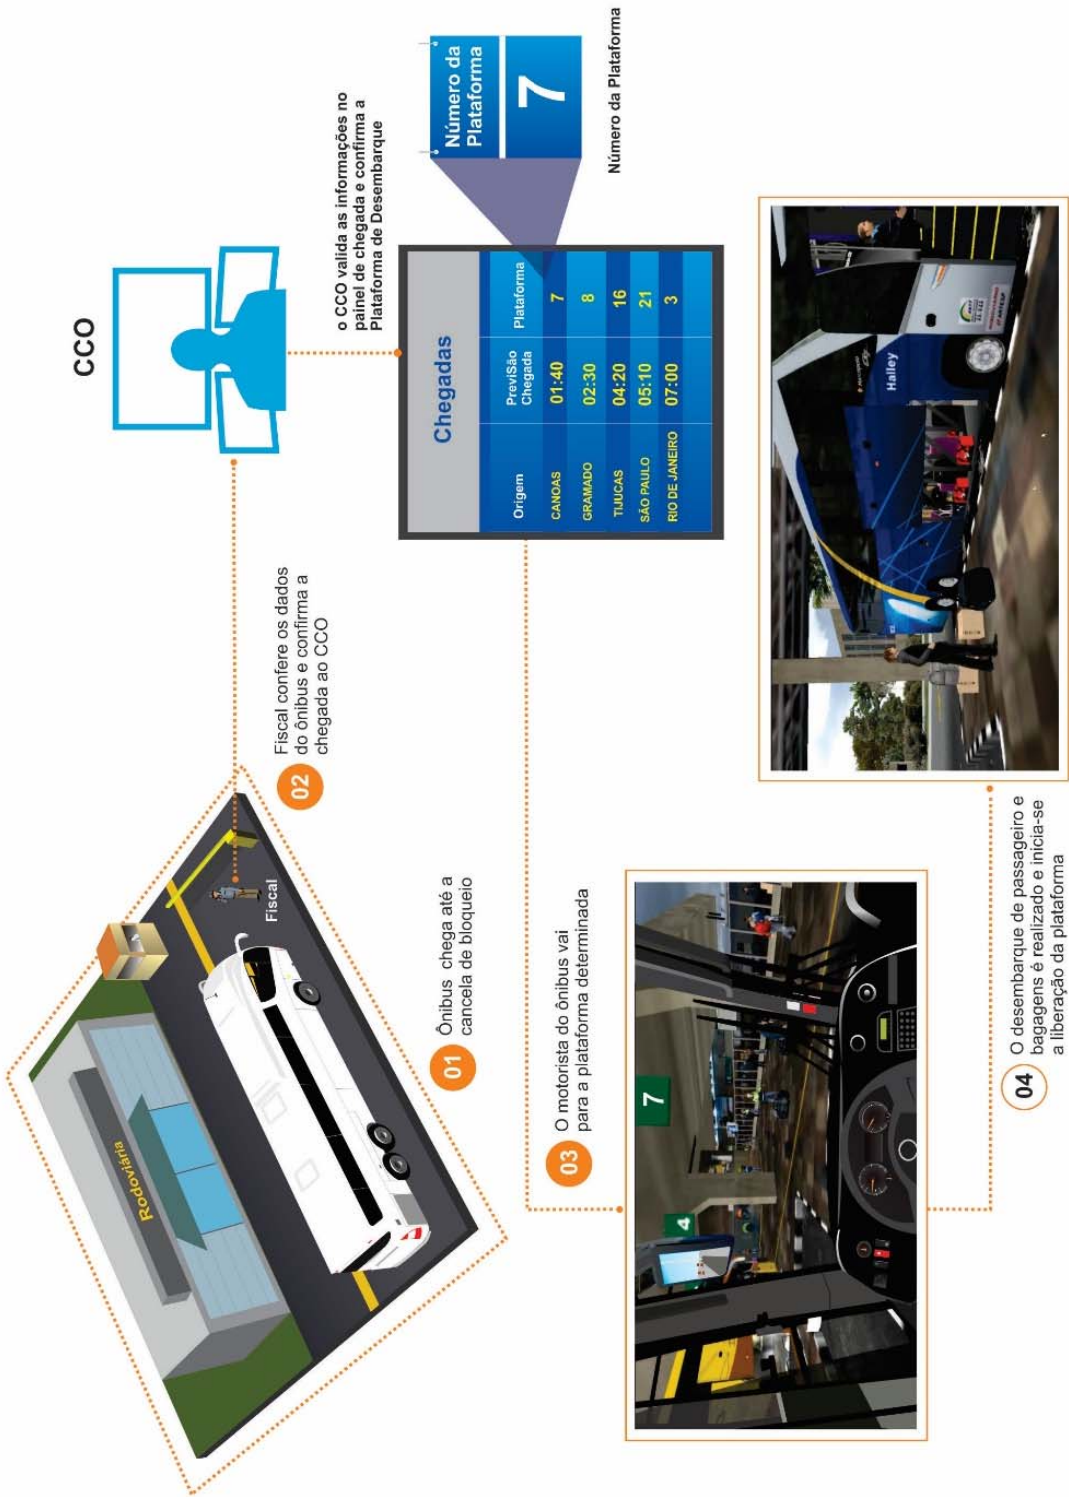 CCO
Rodoviária
Fiscal
01
Ônibus chega até a
cancela de bloqueio
02
Fiscal confere os dados
do ônibus e confirma a
chegada ao CCO
o CCO valida as informações no
painel de chegada e confirma a
Plataforma de Desembarque
Chegadas
Origem PreviSão Plataforma
Chegada
CANOAS 01:40 7
GRAMADO 02:30 8
TIJUCAS 04:20 16
SÃO PAULO 05:10 21
RIO DE JANEIRO 07:00 3
Número da
Plataforma
7
Número da Plataforma
03
O motorista do ônibus vai
para a plataforma determinada
4
7
04
O desembarque de passageiro e
bagagens é realizado e inicia-se
a liberação da plataforma
Halley